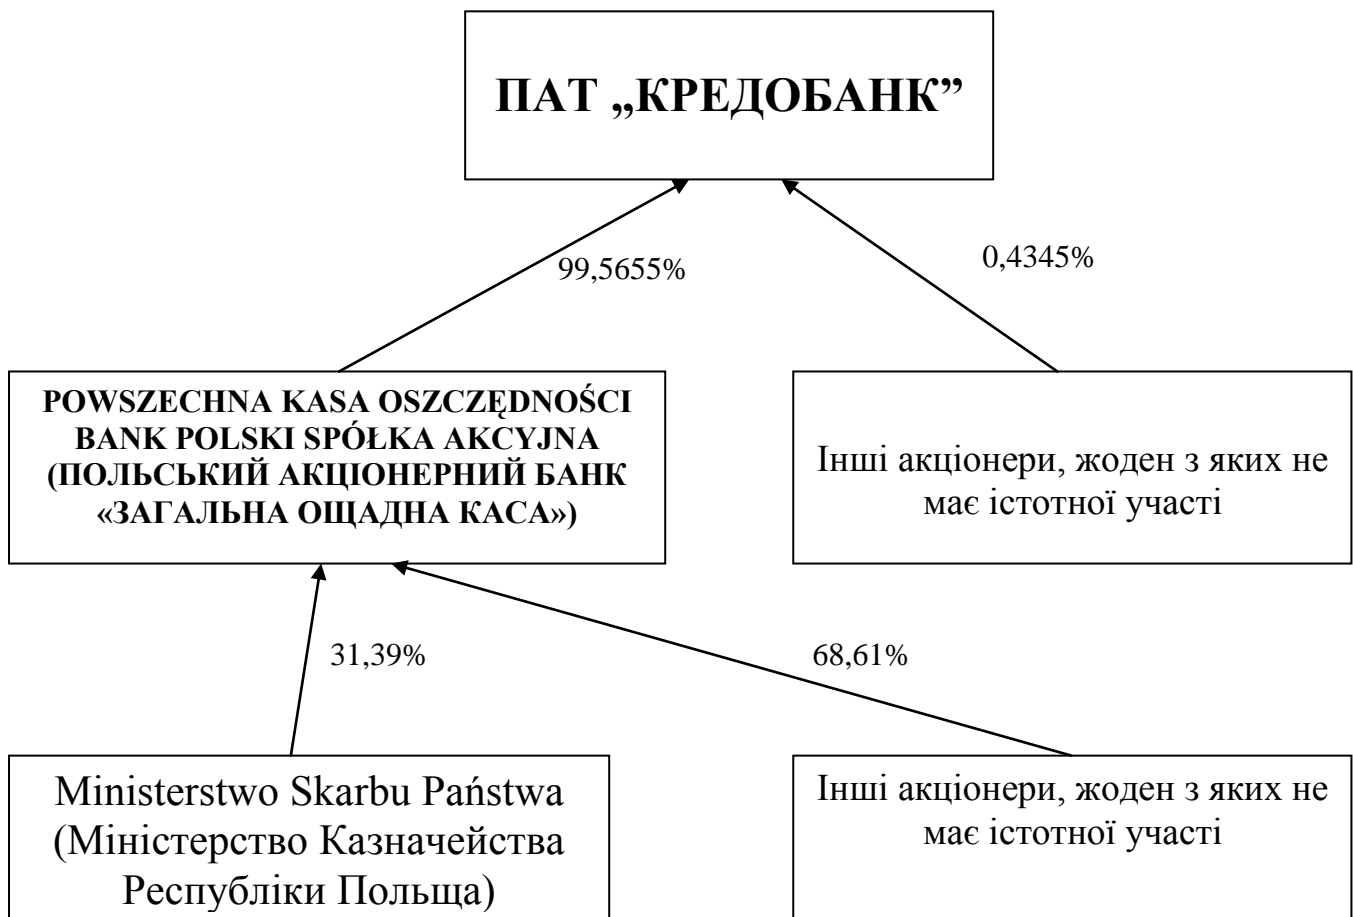 ПАТ „КРЕДОБАНК”
99,5655%
0,4345%
POWSZECHNA KASA OSZCZĘDNOŚCI
BANK POLSKI SPÓŁKA AKCYJNA
(ПОЛЬСЬКИЙ АКЦІОНЕРНИЙ БАНК
«ЗАГАЛЬНА ОЩАДНА КАСА»)
Інші акціонери, жоден з яких не
має істотної участі
31,39%
68,61%
Ministerstwo Skarbu Państwa
(Міністерство Казначейства
Республіки Польща)
Інші акціонери, жоден з яких не
має істотної участі